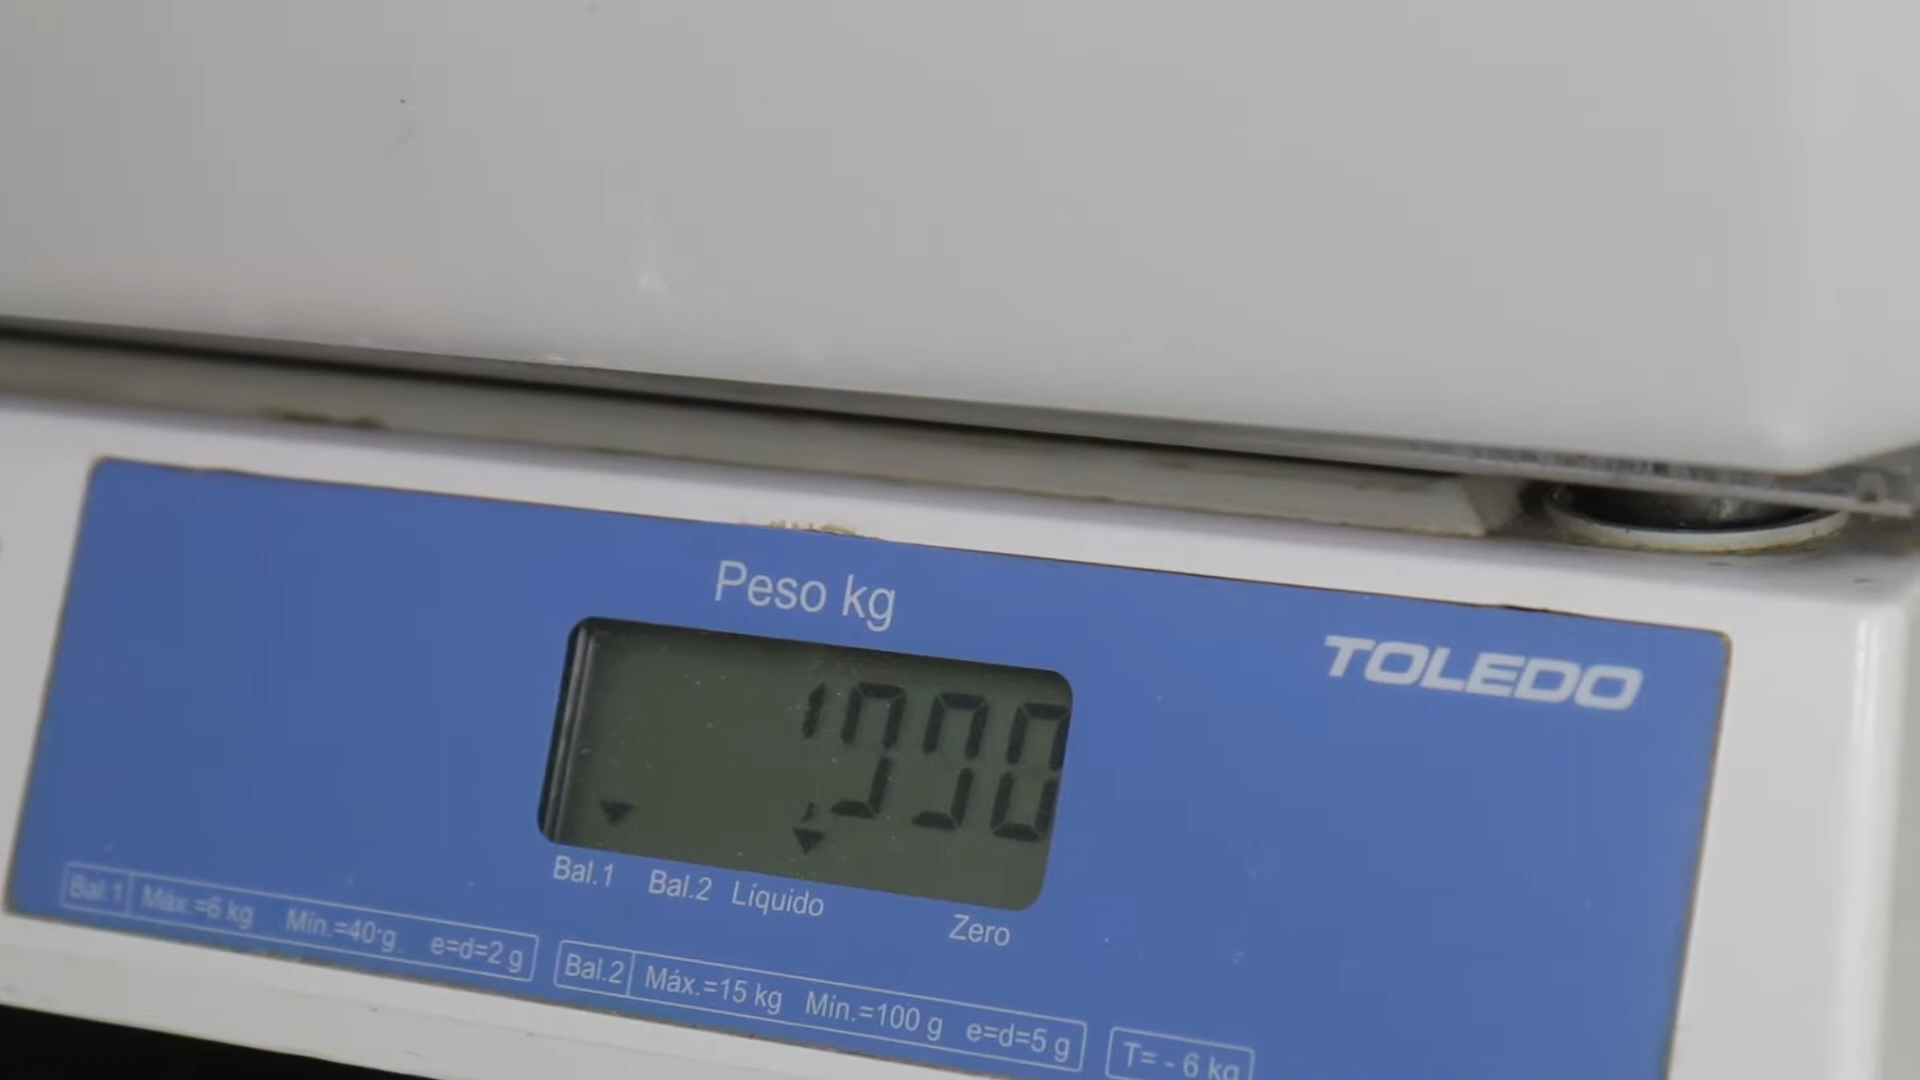 Peso kg
TOLEDO
1,990
Bal.1 Bal.2 Líquido Zero
Bal.1 Máx.=6 kg Mín.=40 g e=d=2 g
Bal.2 Máx.=15 kg Mín.=100 g e=d=5 g
T= - 6 kg